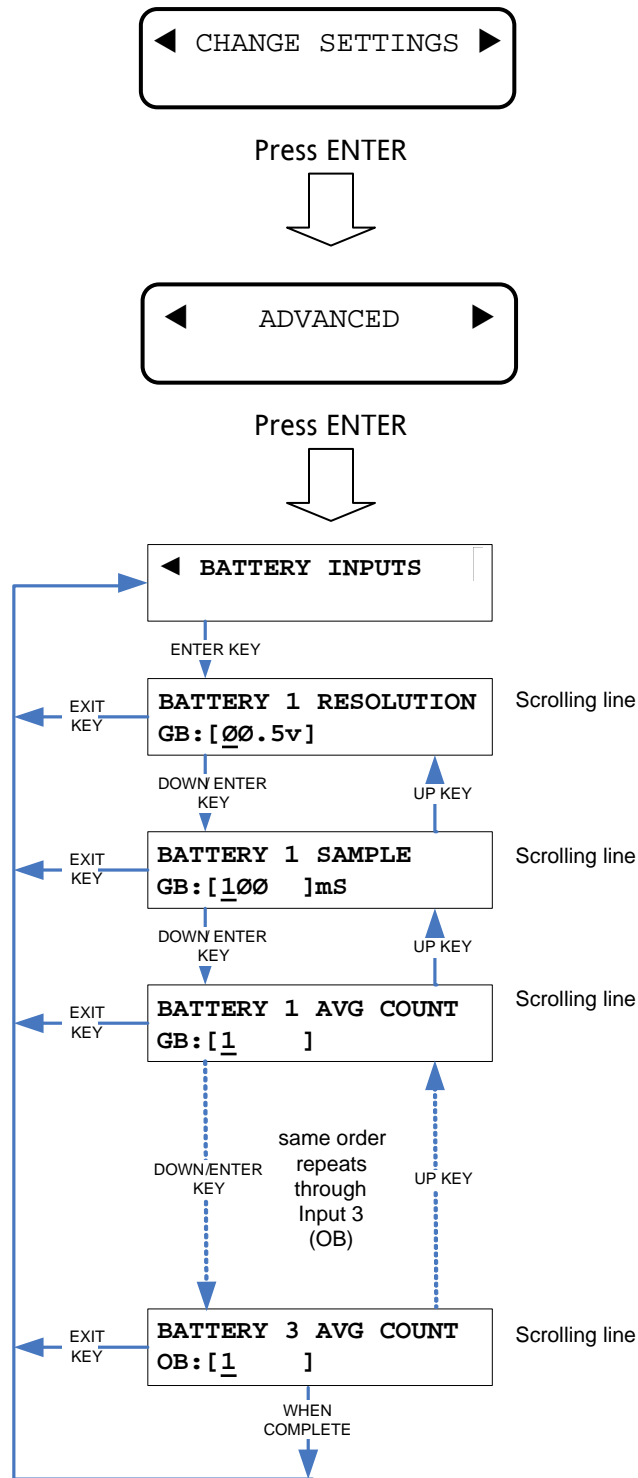 ◄ CHANGE SETTINGS ►
Press ENTER
◄ ADVANCED ►
Press ENTER
◄ BATTERY INPUTS
ENTER KEY
BATTERY 1 RESOLUTION
GB:[ØØ.5v]
Scrolling line
EXIT
KEY
DOWN/ENTER
KEY
UP KEY
BATTERY 1 SAMPLE
GB:[1ØØ ]mS
Scrolling line
EXIT
KEY
DOWN/ENTER
KEY
UP KEY
BATTERY 1 AVG COUNT
GB:[1 ]
Scrolling line
EXIT
KEY
DOWN/ENTER
KEY
same order
repeats
through
Input 3
(OB)
UP KEY
BATTERY 3 AVG COUNT
OB:[1 ]
Scrolling line
EXIT
KEY
WHEN
COMPLETE